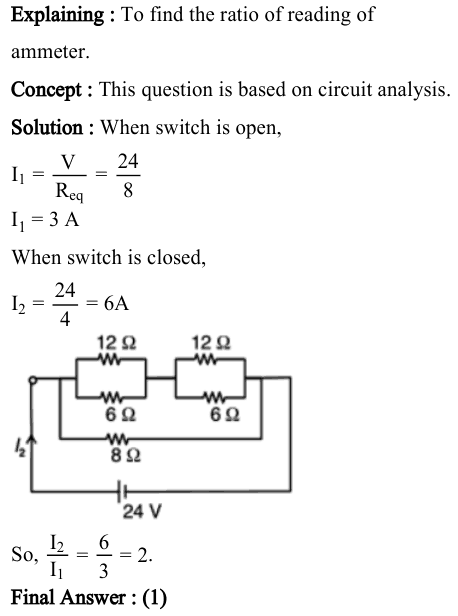 Explaining : To find the ratio of reading of
ammeter.
Concept : This question is based on circuit analysis.
Solution : When switch is open,
I₁ = V/R_eq = 24/8
I₁ = 3 A
When switch is closed,
I₂ = 24/4 = 6A
12 Ω 12 Ω
6 Ω 6 Ω
I₂ 8 Ω
24 V
So, I₂/I₁ = 6/3 = 2.
Final Answer : (1)